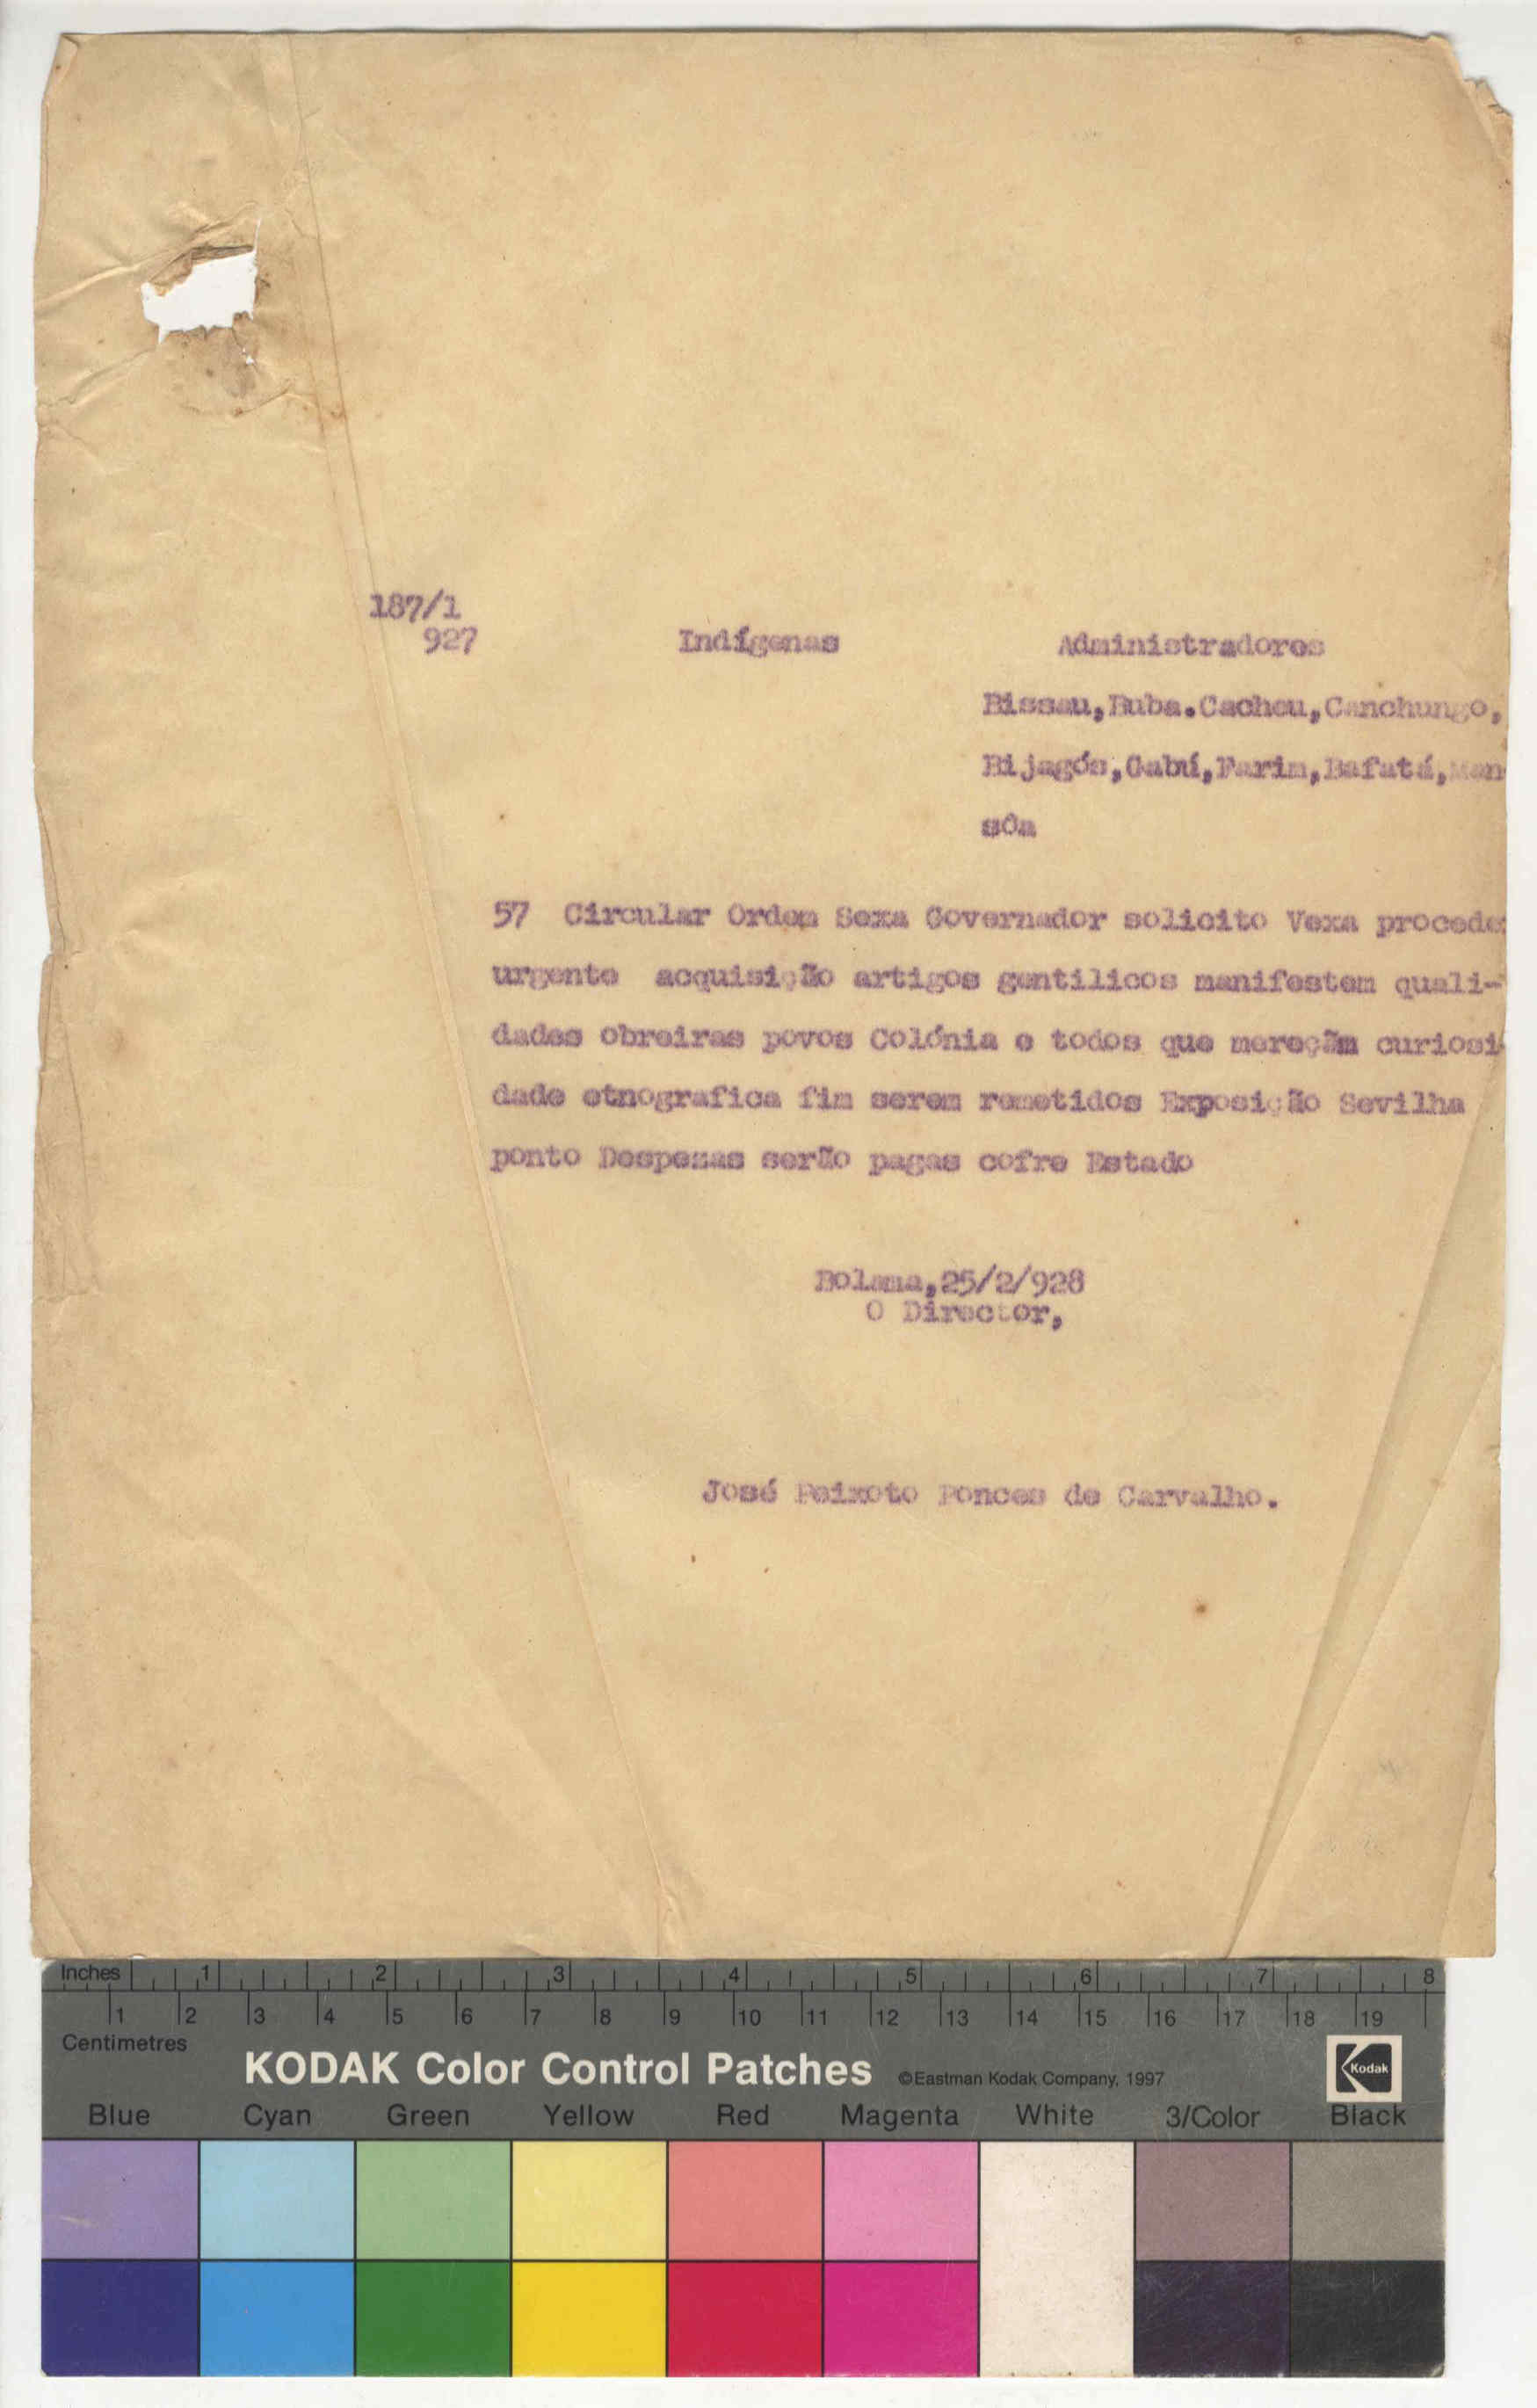 187/1
927 Indígenas Administradores
Bissau,Buba.Cacheu,Canchungo,
Bijagós,Gabú,Farim,Bafatá,Man
sôa
57 Circular Ordem Sexa Governador solicito Vexa proceder
urgente acquisição artigos gentilicos manifestem quali-
dades obreiras povos Colónia e todos que mereçãm curiosi
dade etnografica fim serem remetidos Exposição Sevilha
ponto Despezas serão pagas cofre Estado
Bolama,25/2/928
O Director,
José Peixoto Ponces de Carvalho.
Inches 1 2 3 4 5 6 7 8
1 2 3 4 5 6 7 8 9 10 11 12 13 14 15 16 17 18 19
Centimetres
KODAK Color Control Patches ©Eastman Kodak Company, 1997 Kodak
Blue Cyan Green Yellow Red Magenta White 3/Color Black